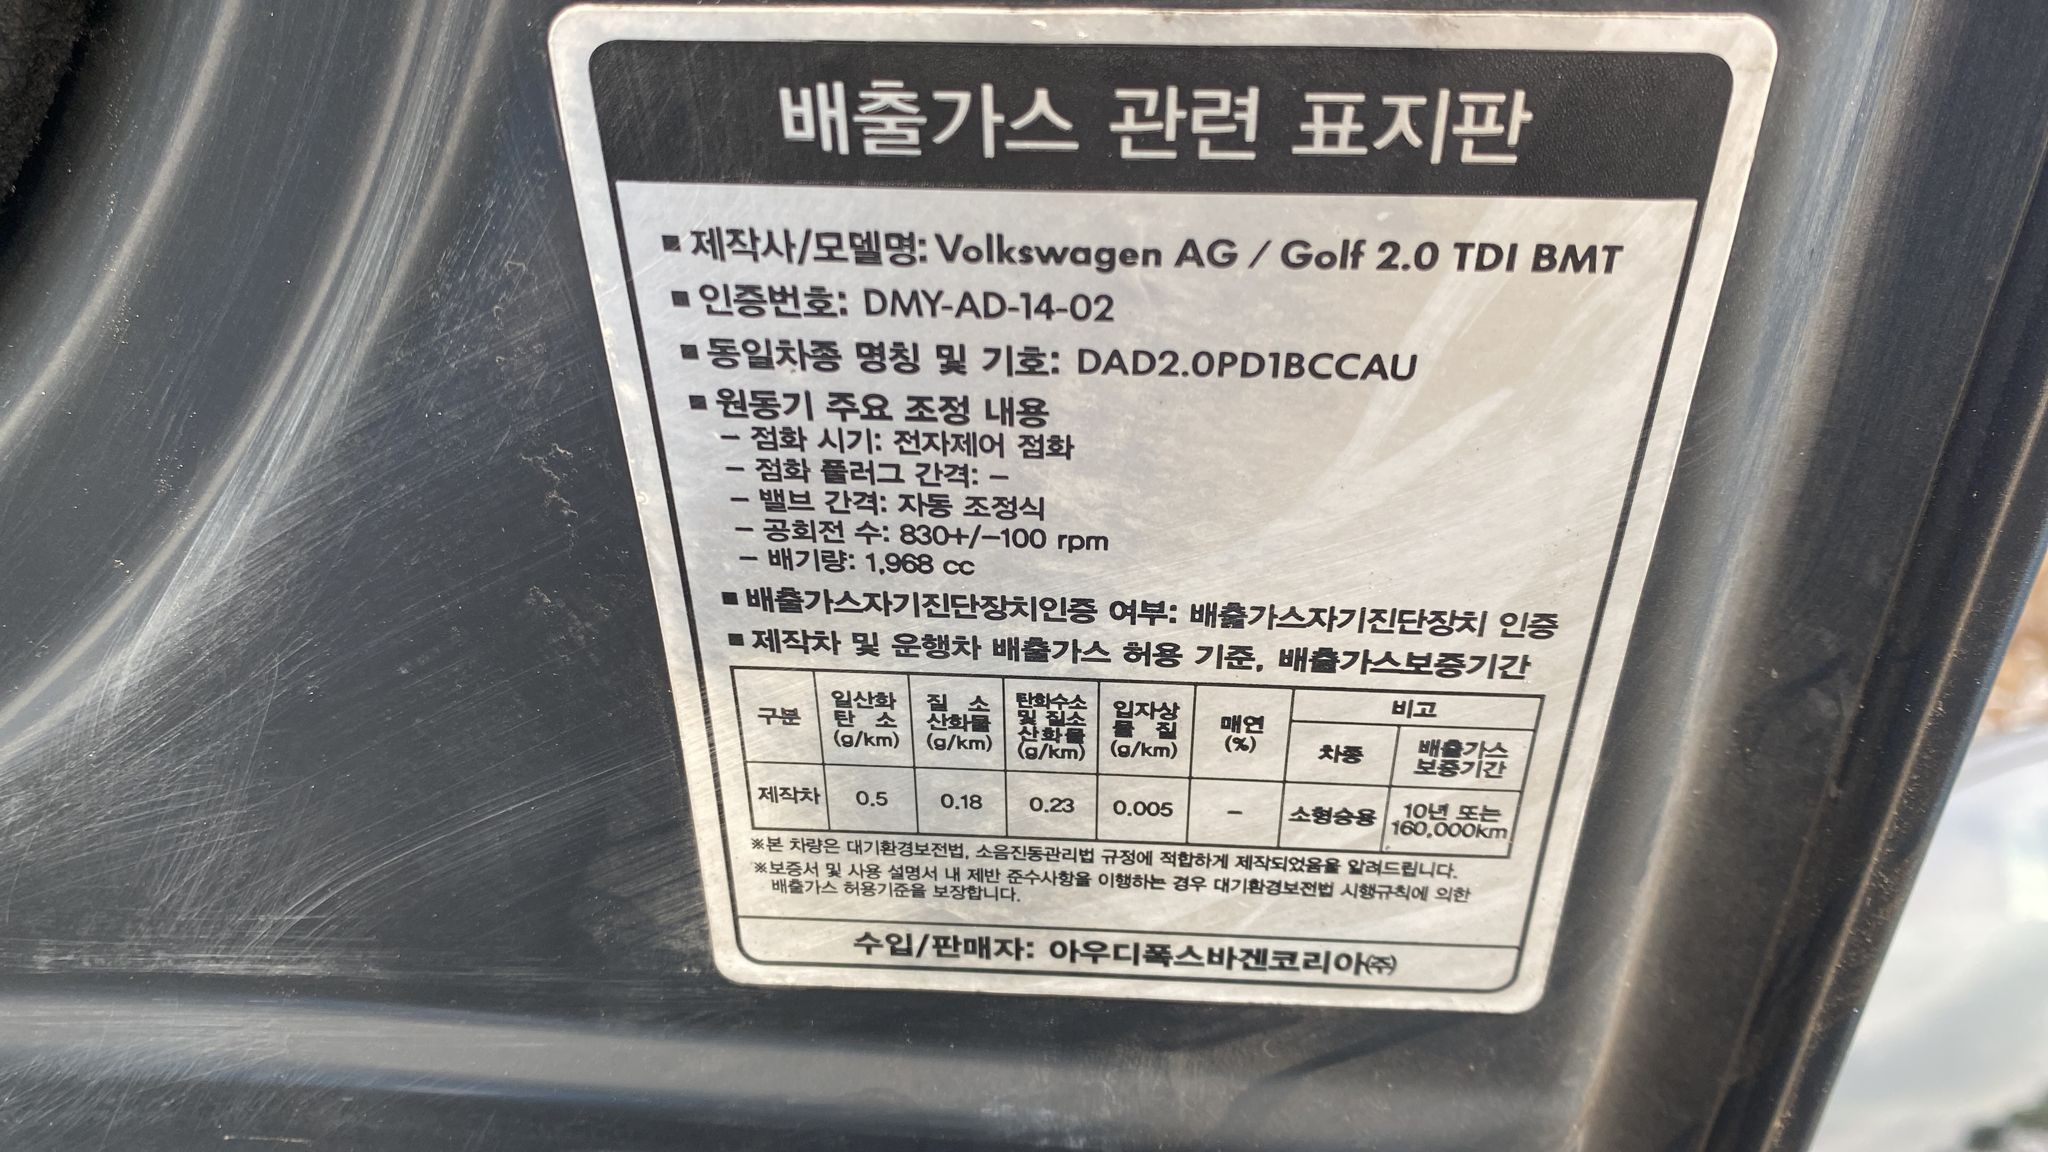 배출가스 관련 표지판
■ 제작사/모델명: Volkswagen AG / Golf 2.0 TDI BMT
■ 인증번호: DMY-AD-14-02
■ 동일차종 명칭 및 기호: DAD2.0PD1BCCAU
■ 원동기 주요 조정 내용
– 점화 시기: 전자제어 점화
– 점화 플러그 간격: –
– 밸브 간격: 자동 조정식
– 공회전 수: 830+/–100 rpm
– 배기량: 1,968 cc
■ 배출가스자기진단장치인증 여부: 배출가스자기진단장치 인증
■ 제작차 및 운행차 배출가스 허용 기준, 배출가스보증기간
구분 일산화탄소 (g/km) 질소산화물 (g/km) 탄화수소 및 질소산화물 (g/km) 입자상물질 (g/km) 매연 (%) 비고
차종 배출가스 보증기간
제작차 0.5 0.18 0.23 0.005 – 소형승용 10년 또는 160,000km
※본 차량은 대기환경보전법, 소음진동관리법 규정에 적합하게 제작되었음을 알려드립니다.
※보증서 및 사용 설명서 내 제반 준수사항을 이행하는 경우 대기환경보전법 시행규칙에 의한
배출가스 허용기준을 보장합니다.
수입/판매자: 아우디폭스바겐코리아㈜